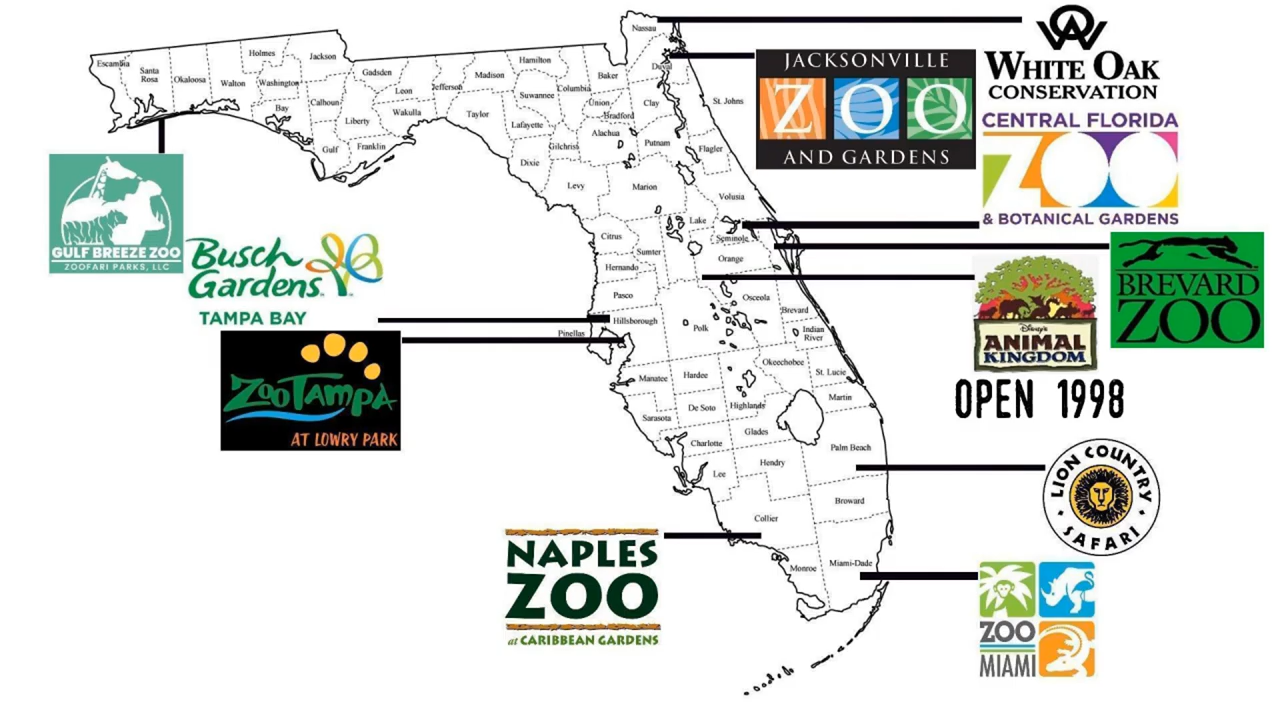 Nassau
WHITE OAK
CONSERVATION
JACKSONVILLE
ZOO
AND GARDENS
Escambia
Santa
Rosa
Okaloosa
Walton
Holmes
Washington
Jackson
Bay
Calhoun
Gulf
Gadsden
Liberty
Franklin
Leon
Wakulla
Jefferson
Madison
Taylor
Hamilton
Suwannee
Lafayette
Dixie
Columbia
Gilchrist
Baker
Union
Bradford
Alachua
Levy
Duval
Clay
Putnam
St. Johns
Flagler
Marion
Volusia
CENTRAL FLORIDA
ZOO
& BOTANICAL GARDENS
GULF BREEZE ZOO
ZOOFARI PARKS, LLC
Busch
Gardens
TAMPA BAY
Citrus
Sumter
Hernando
Lake
Seminole
Orange
Pasco
Osceola
Brevard
Hillsborough
Pinellas
Polk
Indian
River
BREVARD
ZOO
Disney's
ANIMAL
KINGDOM
OPEN 1998
ZooTampa
AT LOWRY PARK
Manatee
Hardee
Okeechobee
St. Lucie
Highlands
De Soto
Sarasota
Martin
Charlotte
Glades
Palm Beach
Lee
Hendry
LION COUNTRY
SAFARI
Broward
Collier
Monroe
Miami-Dade
NAPLES
ZOO
at CARIBBEAN GARDENS
ZOO
MIAMI